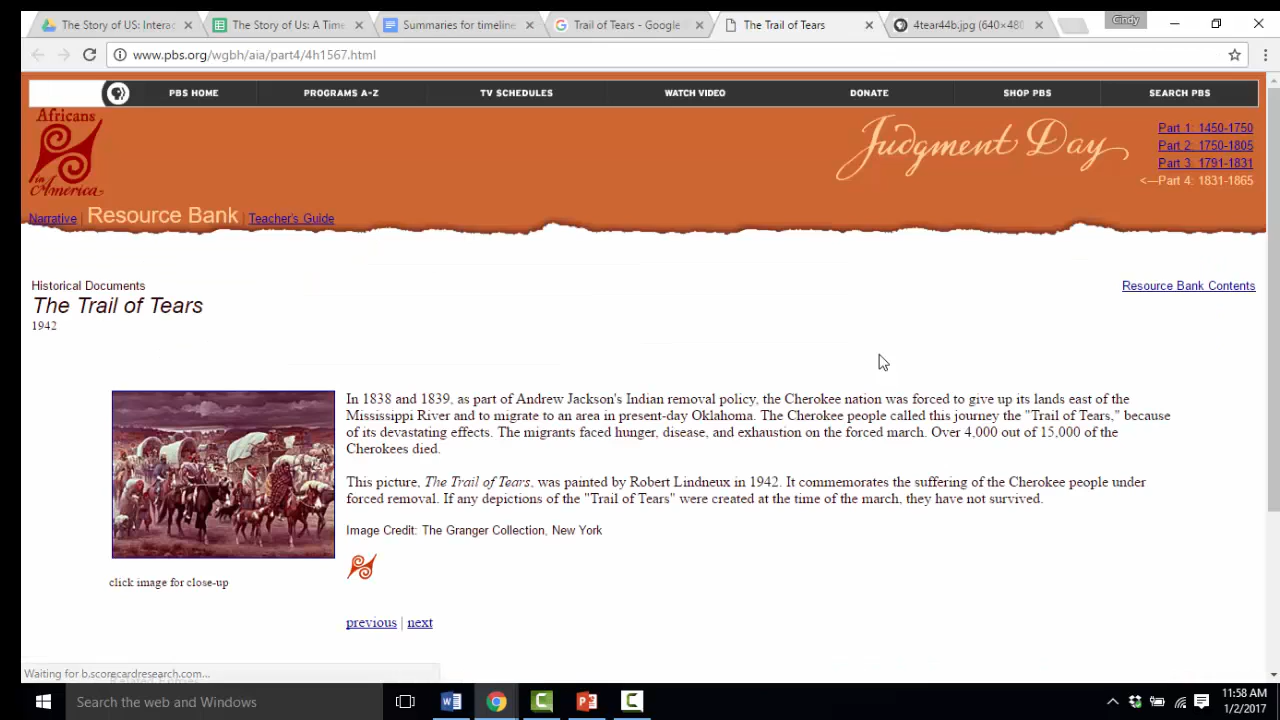 The Story of US: Interac
The Story of Us: A Time
Summaries for timeline
Trail of Tears - Google
The Trail of Tears
4tear44b.jpg (640×480
Cindy
www.pbs.org/wgbh/aia/part4/4h1567.html
PBS HOME
PROGRAMS A-Z
TV SCHEDULES
WATCH VIDEO
DONATE
SHOP PBS
SEARCH PBS
Africans
in America
Judgment Day
Part 1: 1450-1750
Part 2: 1750-1805
Part 3: 1791-1831
<---Part 4: 1831-1865
Narrative | Resource Bank | Teacher's Guide
Historical Documents
Resource Bank Contents
The Trail of Tears
1942
In 1838 and 1839, as part of Andrew Jackson's Indian removal policy, the Cherokee nation was forced to give up its lands east of the
Mississippi River and to migrate to an area in present-day Oklahoma. The Cherokee people called this journey the "Trail of Tears," because
of its devastating effects. The migrants faced hunger, disease, and exhaustion on the forced march. Over 4,000 out of 15,000 of the
Cherokees died.
This picture, The Trail of Tears, was painted by Robert Lindneux in 1942. It commemorates the suffering of the Cherokee people under
forced removal. If any depictions of the "Trail of Tears" were created at the time of the march, they have not survived.
Image Credit: The Granger Collection, New York
click image for close-up
previous | next
Waiting for b.scorecardresearch.com...
Related Entries
Search the web and Windows
11:58 AM
1/2/2017